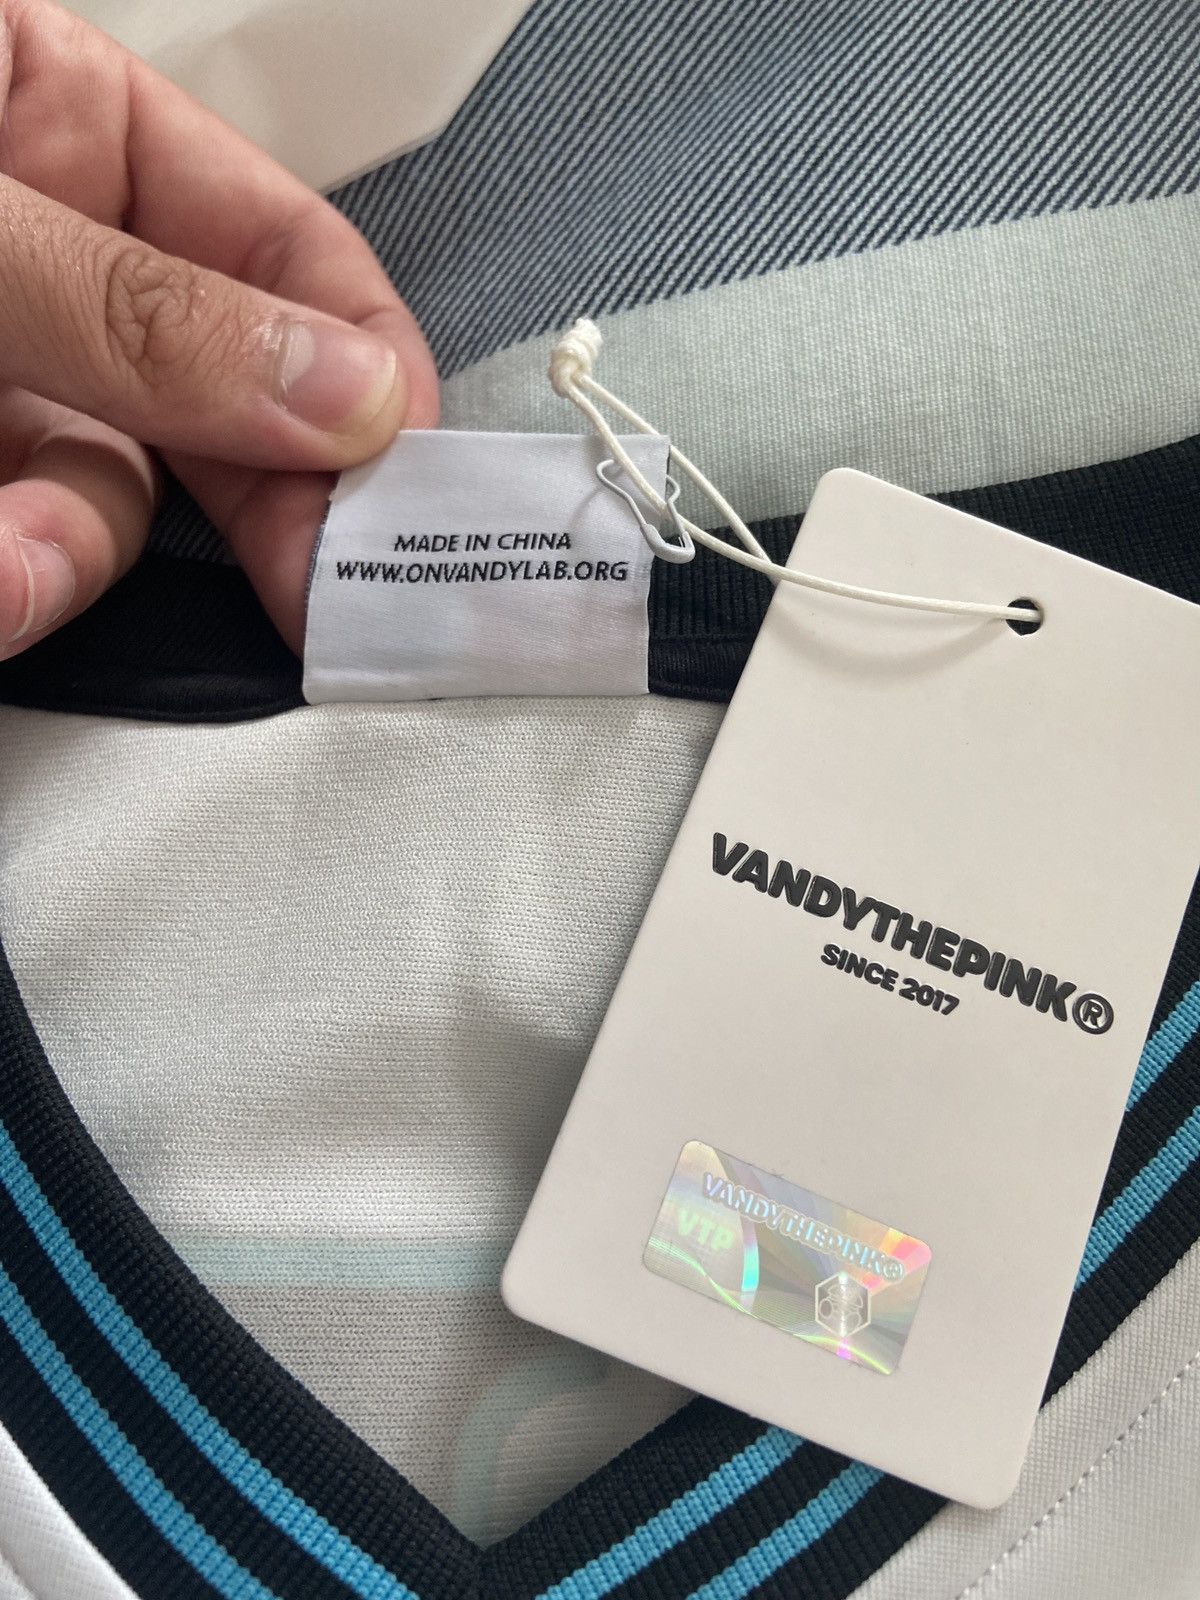 MADE IN CHINA
WWW.ONVANDYLAB.ORG
VANDYTHEPINK®
SINCE 2017
VANDYTHEPINK®
VTP